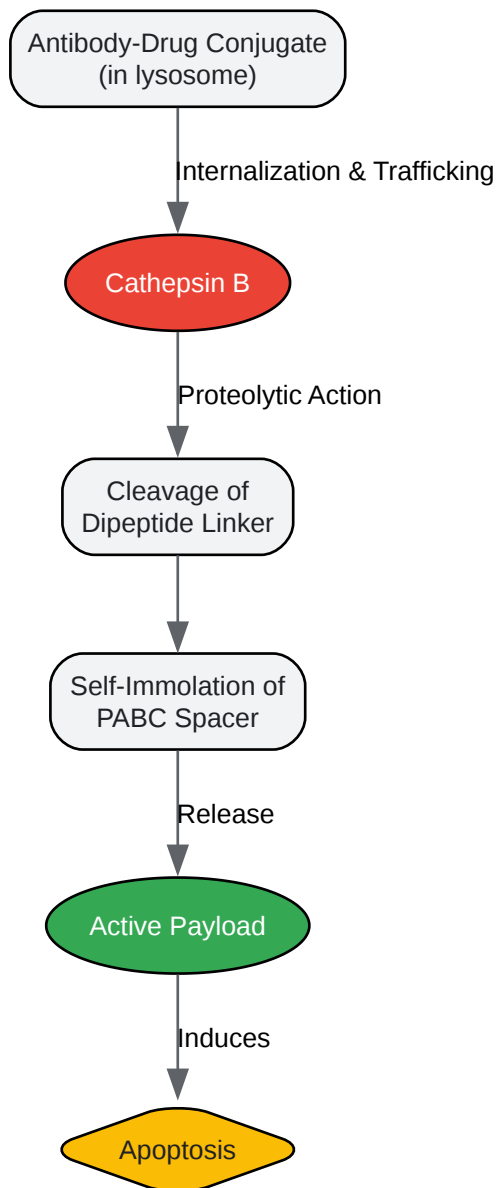 Antibody-Drug Conjugate
(in lysosome)
Internalization & Trafficking
Cathepsin B
Proteolytic Action
Cleavage of
Dipeptide Linker
Self-Immolation of
PABC Spacer
Release
Active Payload
Induces
Apoptosis